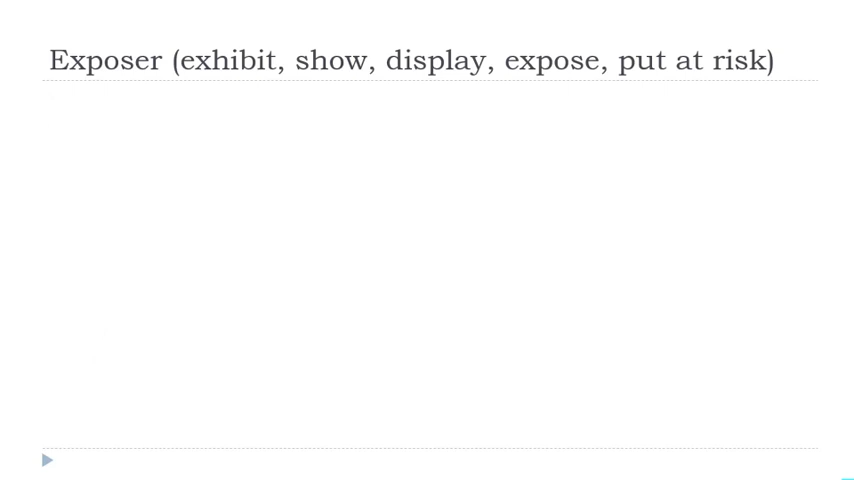 Exposer (exhibit, show, display, expose, put at risk)